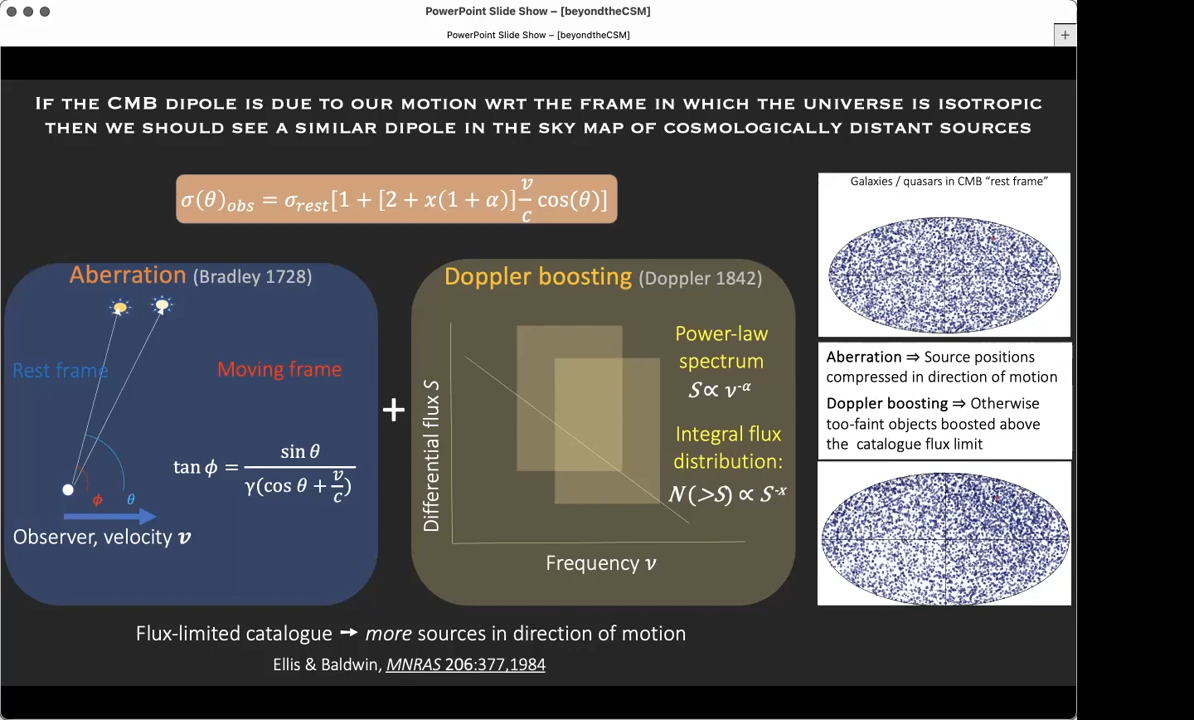 PowerPoint Slide Show – [beyondtheCSM]
PowerPoint Slide Show – [beyondtheCSM]
+
IF THE CMB DIPOLE IS DUE TO OUR MOTION WRT THE FRAME IN WHICH THE UNIVERSE IS ISOTROPIC
THEN WE SHOULD SEE A SIMILAR DIPOLE IN THE SKY MAP OF COSMOLOGICALLY DISTANT SOURCES
σ(θ)obs = σrest[1 + [2 + x(1 + α)] v/c cos(θ)]
Aberration (Bradley 1728)
Rest frame
Moving frame
tan ϕ = sin θ / γ(cos θ + v/c)
ϕ θ
Observer, velocity v
+
Doppler boosting (Doppler 1842)
Differential flux S
Power-law
spectrum
S∝ ν-α
Integral flux
distribution:
N(>S) ∝ S-x
Frequency ν
Galaxies / quasars in CMB “rest frame”
Aberration ⇒ Source positions
compressed in direction of motion
Doppler boosting ⇒ Otherwise
too-faint objects boosted above
the catalogue flux limit
Flux-limited catalogue ➙ more sources in direction of motion
Ellis & Baldwin, MNRAS 206:377,1984